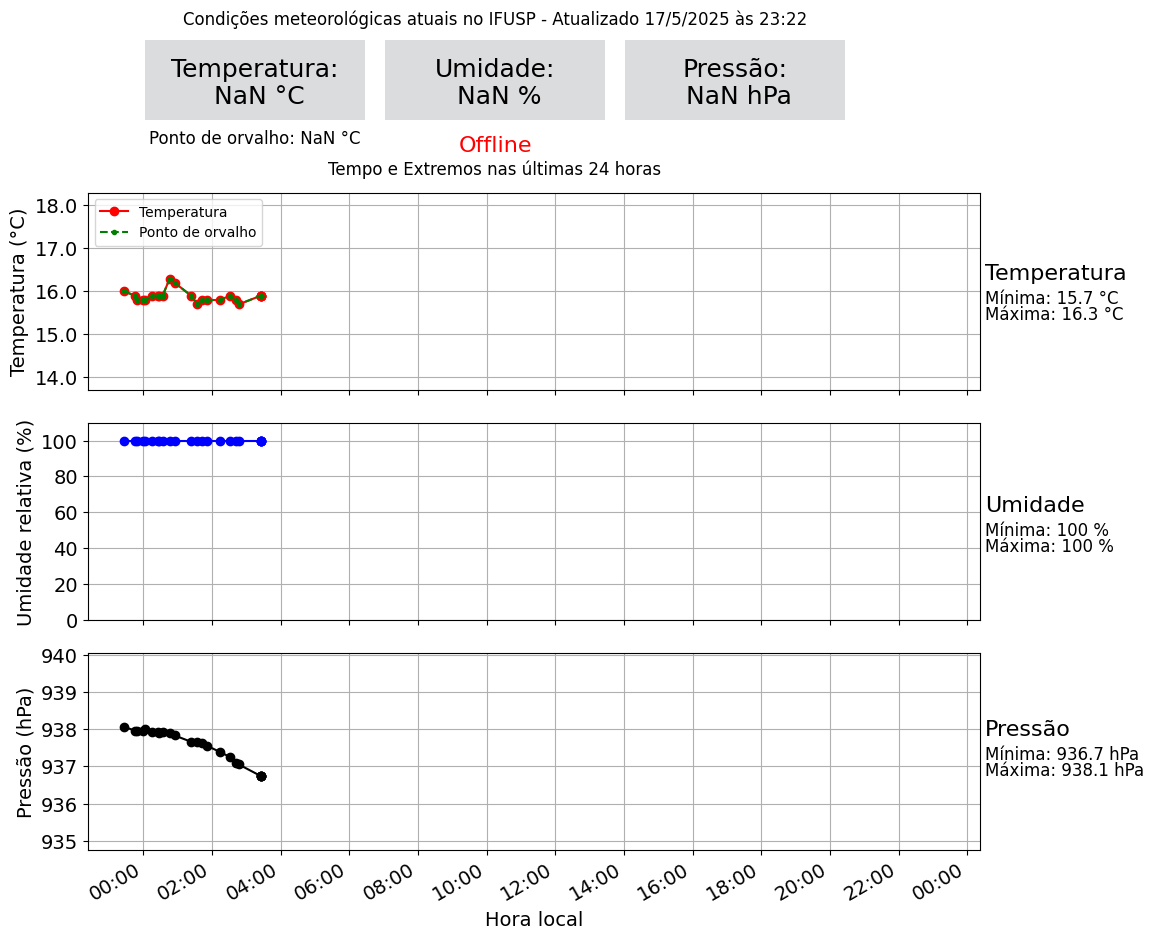 Condições meteorológicas atuais no IFUSP - Atualizado 17/5/2025 às 23:22
Temperatura:
NaN °C
Umidade:
NaN %
Pressão:
NaN hPa
Ponto de orvalho: NaN °C
Offline
Tempo e Extremos nas últimas 24 horas
Temperatura (°C)
18.0
17.0
16.0
15.0
14.0
Temperatura
Ponto de orvalho
Temperatura
Mínima: 15.7 °C
Máxima: 16.3 °C
Umidade relativa (%)
100
80
60
40
20
0
Umidade
Mínima: 100 %
Máxima: 100 %
Pressão (hPa)
940
939
938
937
936
935
Pressão
Mínima: 936.7 hPa
Máxima: 938.1 hPa
00:00 02:00 04:00 06:00 08:00 10:00 12:00 14:00 16:00 18:00 20:00 22:00 00:00
Hora local